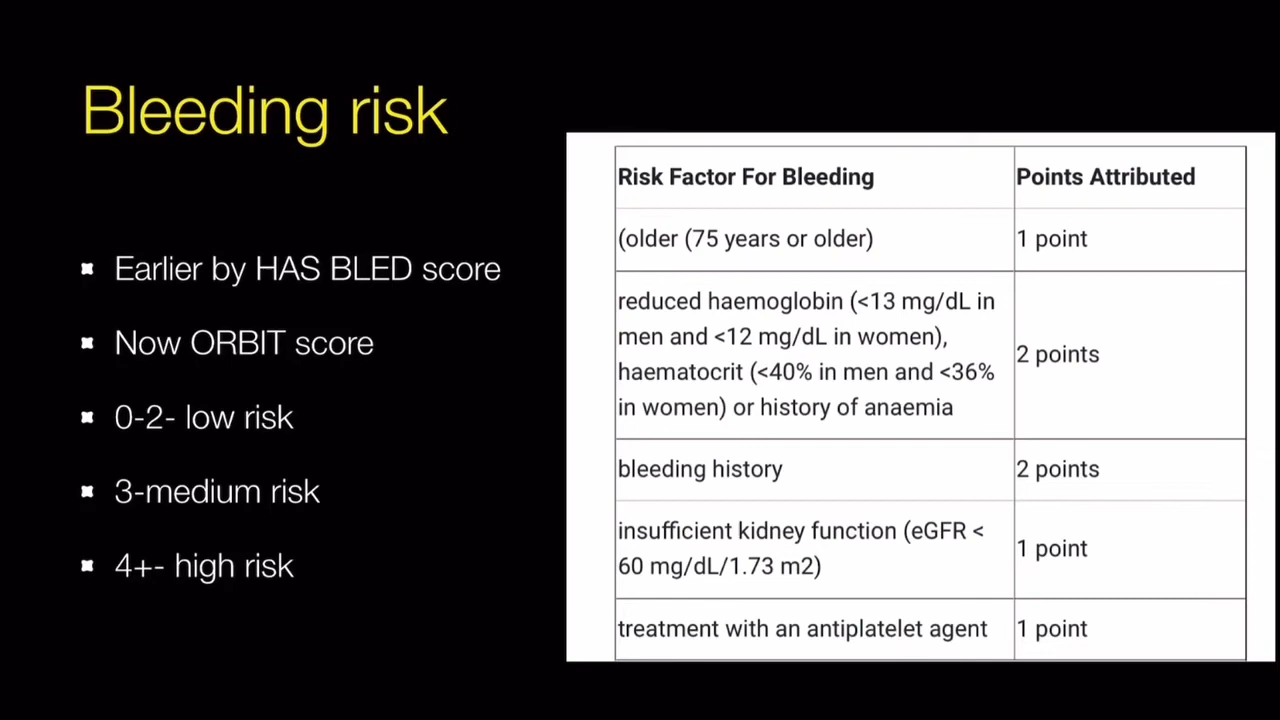 Bleeding risk
Earlier by HAS BLED score
Now ORBIT score
0-2- low risk
3-medium risk
4+- high risk
Risk Factor For Bleeding
Points Attributed
(older (75 years or older)
1 point
reduced haemoglobin (<13 mg/dL in
men and <12 mg/dL in women),
haematocrit (<40% in men and <36%
in women) or history of anaemia
2 points
bleeding history
2 points
insufficient kidney function (eGFR <
60 mg/dL/1.73 m2)
1 point
treatment with an antiplatelet agent
1 point